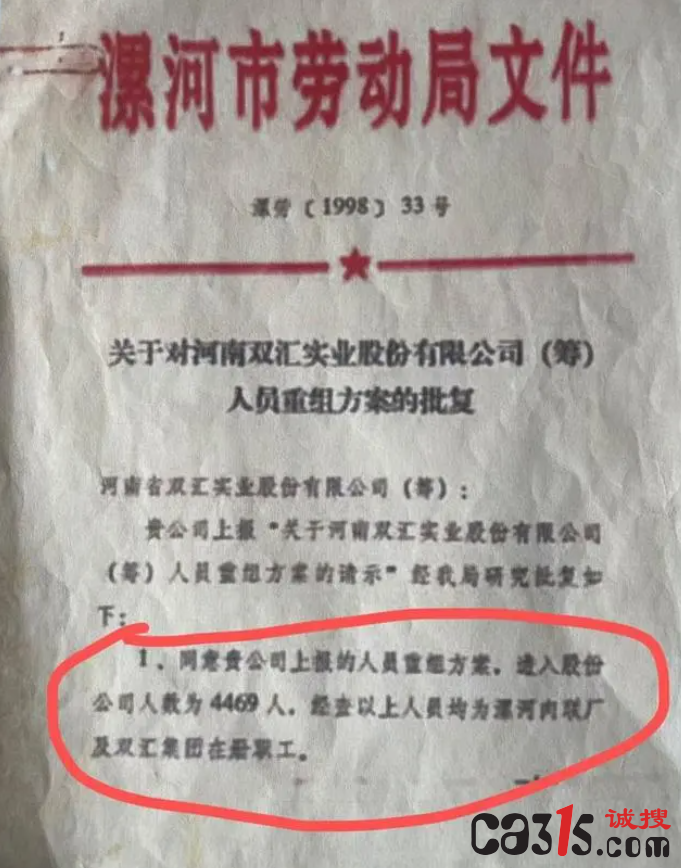 漯河市劳动局文件
漯劳〔1998〕33号
关于对河南双汇实业股份有限公司(筹)
人员重组方案的批复
河南省双汇实业股份有限公司(筹):
贵公司上报“关于河南双汇实业股份有限公司
(筹)人员重组方案的请示”经我局研究批复如
下:
1、同意贵公司上报的人员重组方案,进入股份
公司人数为4469人,经查以上人员均为漯河肉联厂
及双汇集团在册职工。
ca315诚搜
.com